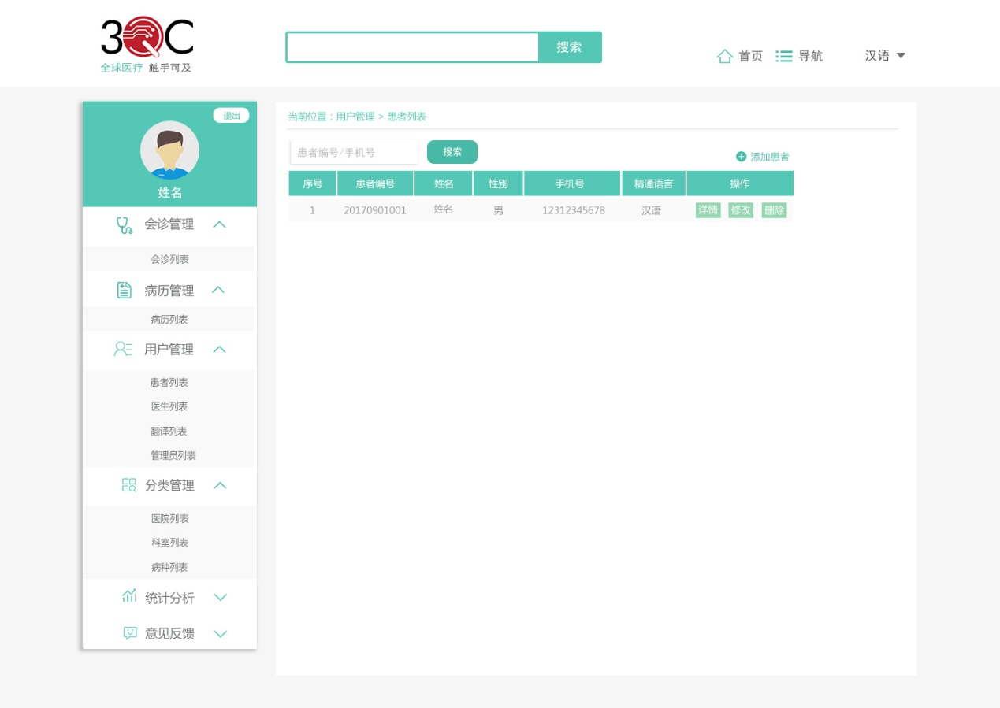 3QC
全球医疗 触手可及
搜索
首页 导航 汉语
退出
姓名
会诊管理
会诊列表
病历管理
病历列表
用户管理
患者列表
医生列表
翻译列表
管理员列表
分类管理
医院列表
科室列表
病种列表
统计分析
意见反馈
当前位置：用户管理 > 患者列表
患者编号/手机号 搜索
添加患者
序号 患者编号 姓名 性别 手机号 精通语言 操作
1 20170901001 姓名 男 12312345678 汉语 详情 修改 删除